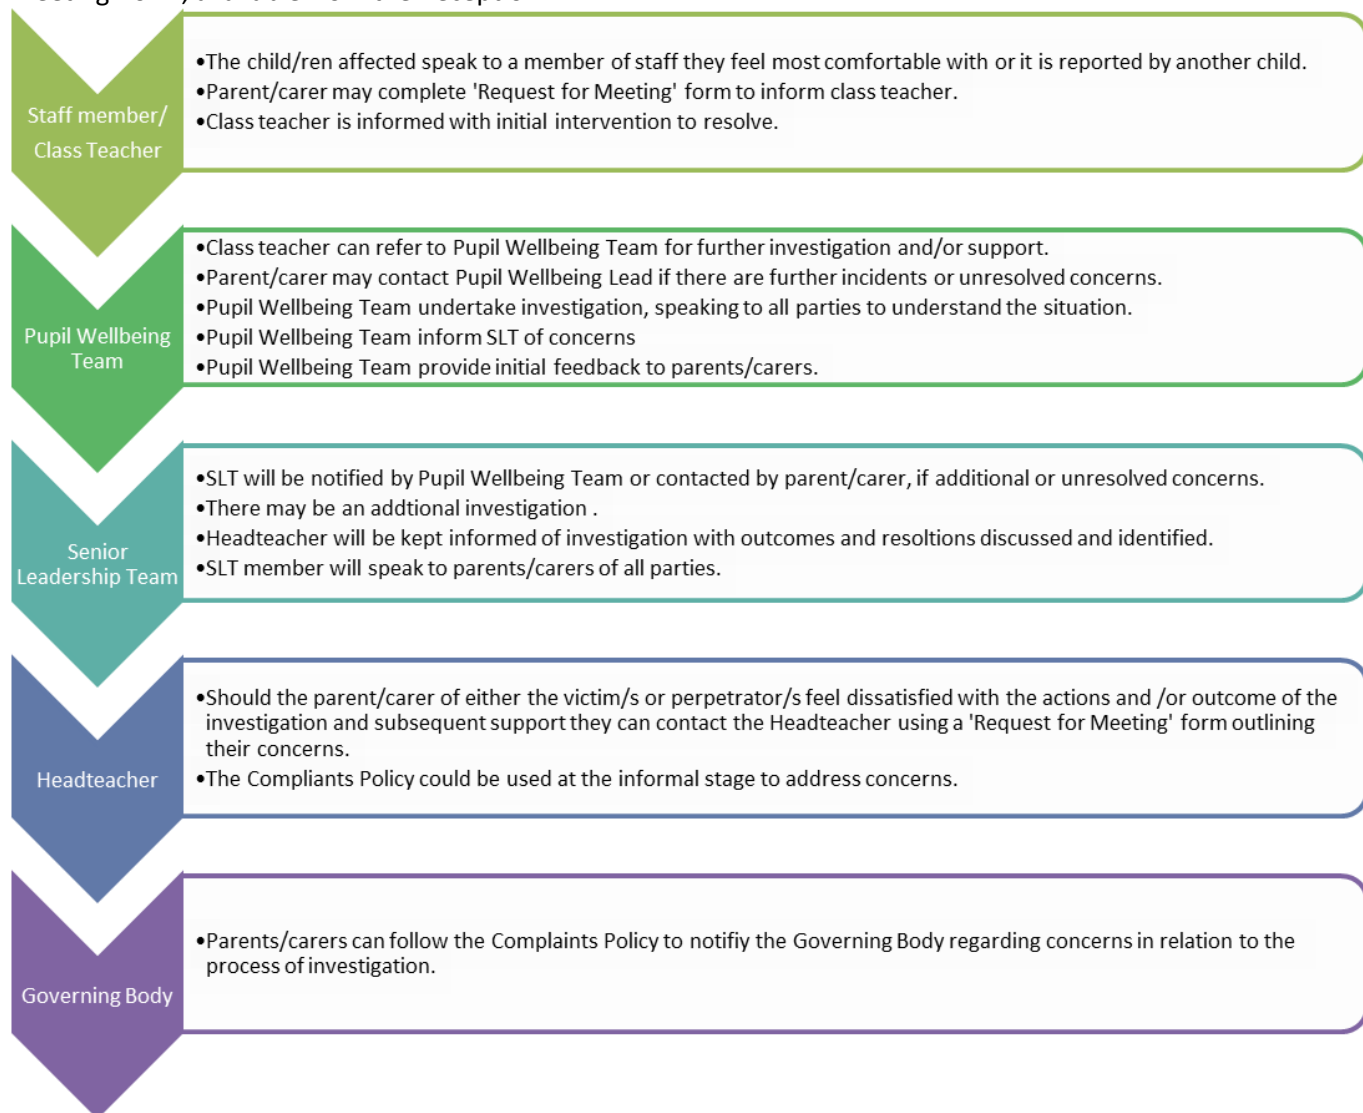 Staff member/
Class Teacher
•The child/ren affected speak to a member of staff they feel most comfortable with or it is reported by another child.
•Parent/carer may complete 'Request for Meeting' form to inform class teacher.
•Class teacher is informed with initial intervention to resolve.
Pupil Wellbeing
Team
•Class teacher can refer to Pupil Wellbeing Team for further investigation and/or support.
•Parent/carer may contact Pupil Wellbeing Lead if there are further incidents or unresolved concerns.
•Pupil Wellbeing Team undertake investigation, speaking to all parties to understand the situation.
•Pupil Wellbeing Team inform SLT of concerns
•Pupil Wellbeing Team provide initial feedback to parents/carers.
Senior
Leadership Team
•SLT will be notified by Pupil Wellbeing Team or contacted by parent/carer, if additional or unresolved concerns.
•There may be an addtional investigation .
•Headteacher will be kept informed of investigation with outcomes and resoltions discussed and identified.
•SLT member will speak to parents/carers of all parties.
Headteacher
•Should the parent/carer of either the victim/s or perpetrator/s feel dissatisfied with the actions and /or outcome of the
investigation and subsequent support they can contact the Headteacher using a 'Request for Meeting' form outlining
their concerns.
•The Compliants Policy could be used at the informal stage to address concerns.
Governing Body
•Parents/carers can follow the Complaints Policy to notifiy the Governing Body regarding concerns in relation to the
process of investigation.